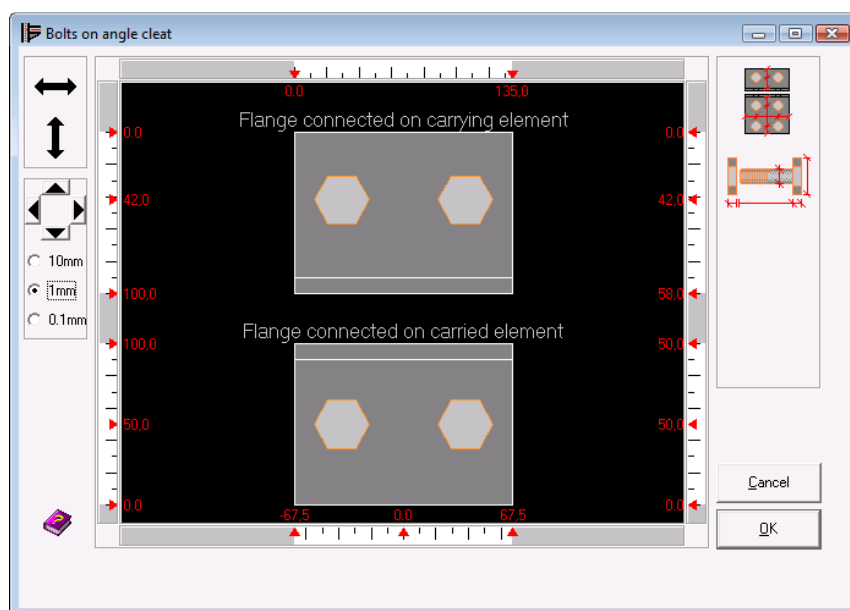 Bolts on angle cleat
0.0 135,0
Flange connected on carrying element
0.0 0.0
42,0 42,0
10mm
1mm
0.1mm
100,0 58,0
Flange connected on carried element
100,0 50,0
50,0 50,0
0.0 0.0
-67,5 0.0 67,5
Cancel
OK